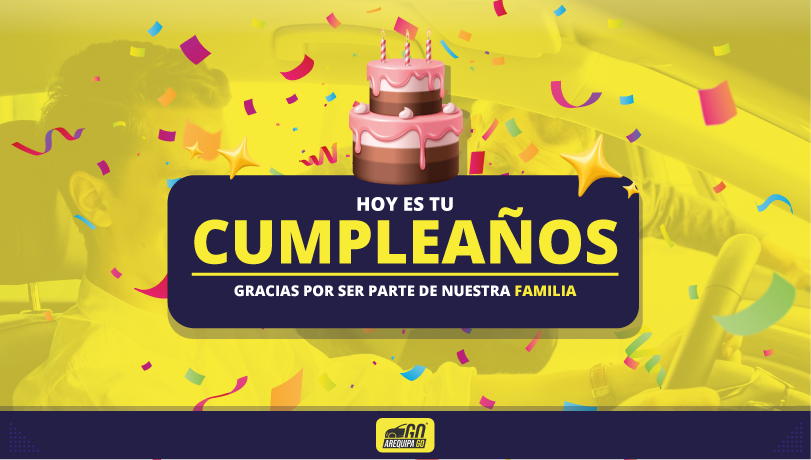 HOY ES TU
CUMPLEAÑOS
GRACIAS POR SER PARTE DE NUESTRA FAMILIA
GO
AREQUIPA GO